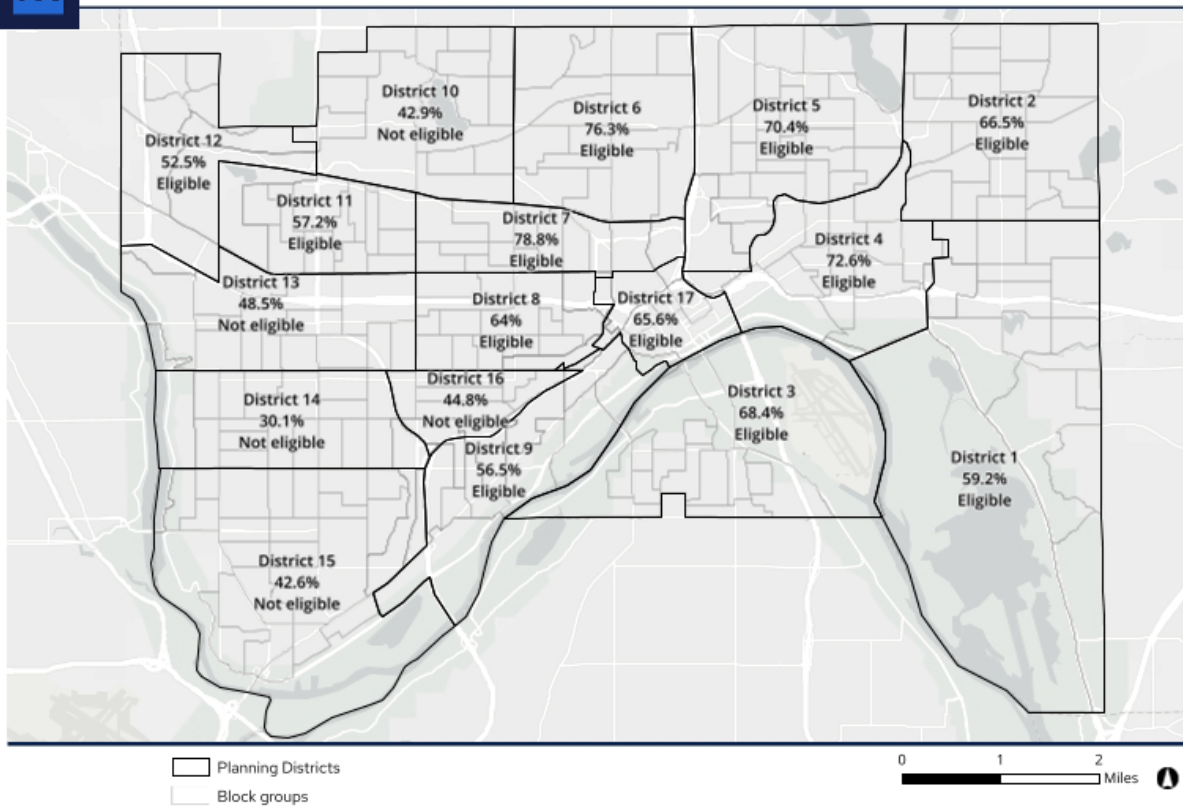 District 10
42.9%
Not eligible
District 6
76.3%
Eligible
District 5
70.4%
Eligible
District 2
66.5%
Eligible
District 12
52.5%
Eligible
District 11
57.2%
Eligible
District 7
78.8%
Eligible
District 4
72.6%
Eligible
District 13
48.5%
Not eligible
District 8
64%
Eligible
District 17
65.6%
Eligible
District 16
44.8%
Not eligible
District 14
30.1%
Not eligible
District 3
68.4%
Eligible
District 9
56.5%
Eligible
District 1
59.2%
Eligible
District 15
42.6%
Not eligible
Planning Districts
Block groups
0 1 2
Miles